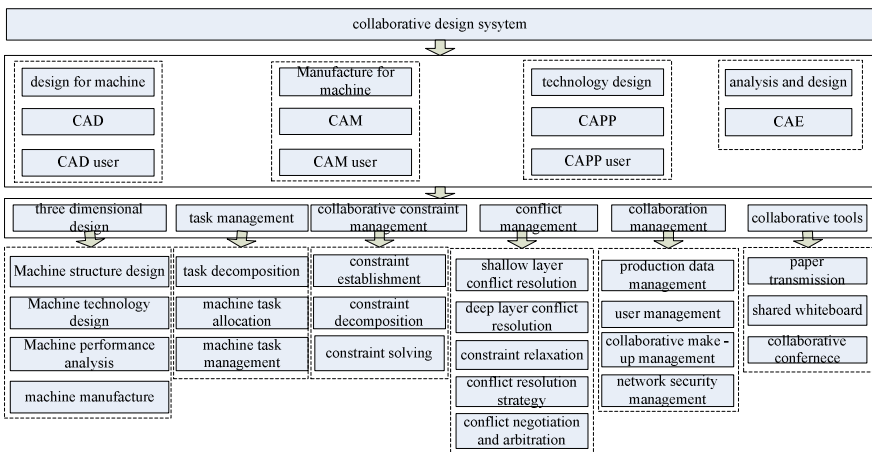 collaborative design sysytem
design for machine
CAD
CAD user
Manufacture for
machine
CAM
CAM user
technology design
CAPP
CAPP user
analysis and design
CAE
three dimensional
design
task management
collaborative constraint
management
conflict
management
collaboration
management
collaborative tools
Machine structure design
Machine technology
design
Machine performance
analysis
machine manufacture
task decomposition
machine task
allocation
machine task
management
constraint
establishment
constraint
decomposition
constraint solving
shallow layer
conflict resolution
deep layer conflict
resolution
constraint relaxation
conflict resolution
strategy
conflict negotiation
and arbitration
production data
management
user management
collaborative make -
up management
network security
management
paper
transmission
shared whiteboard
collaborative
confernece